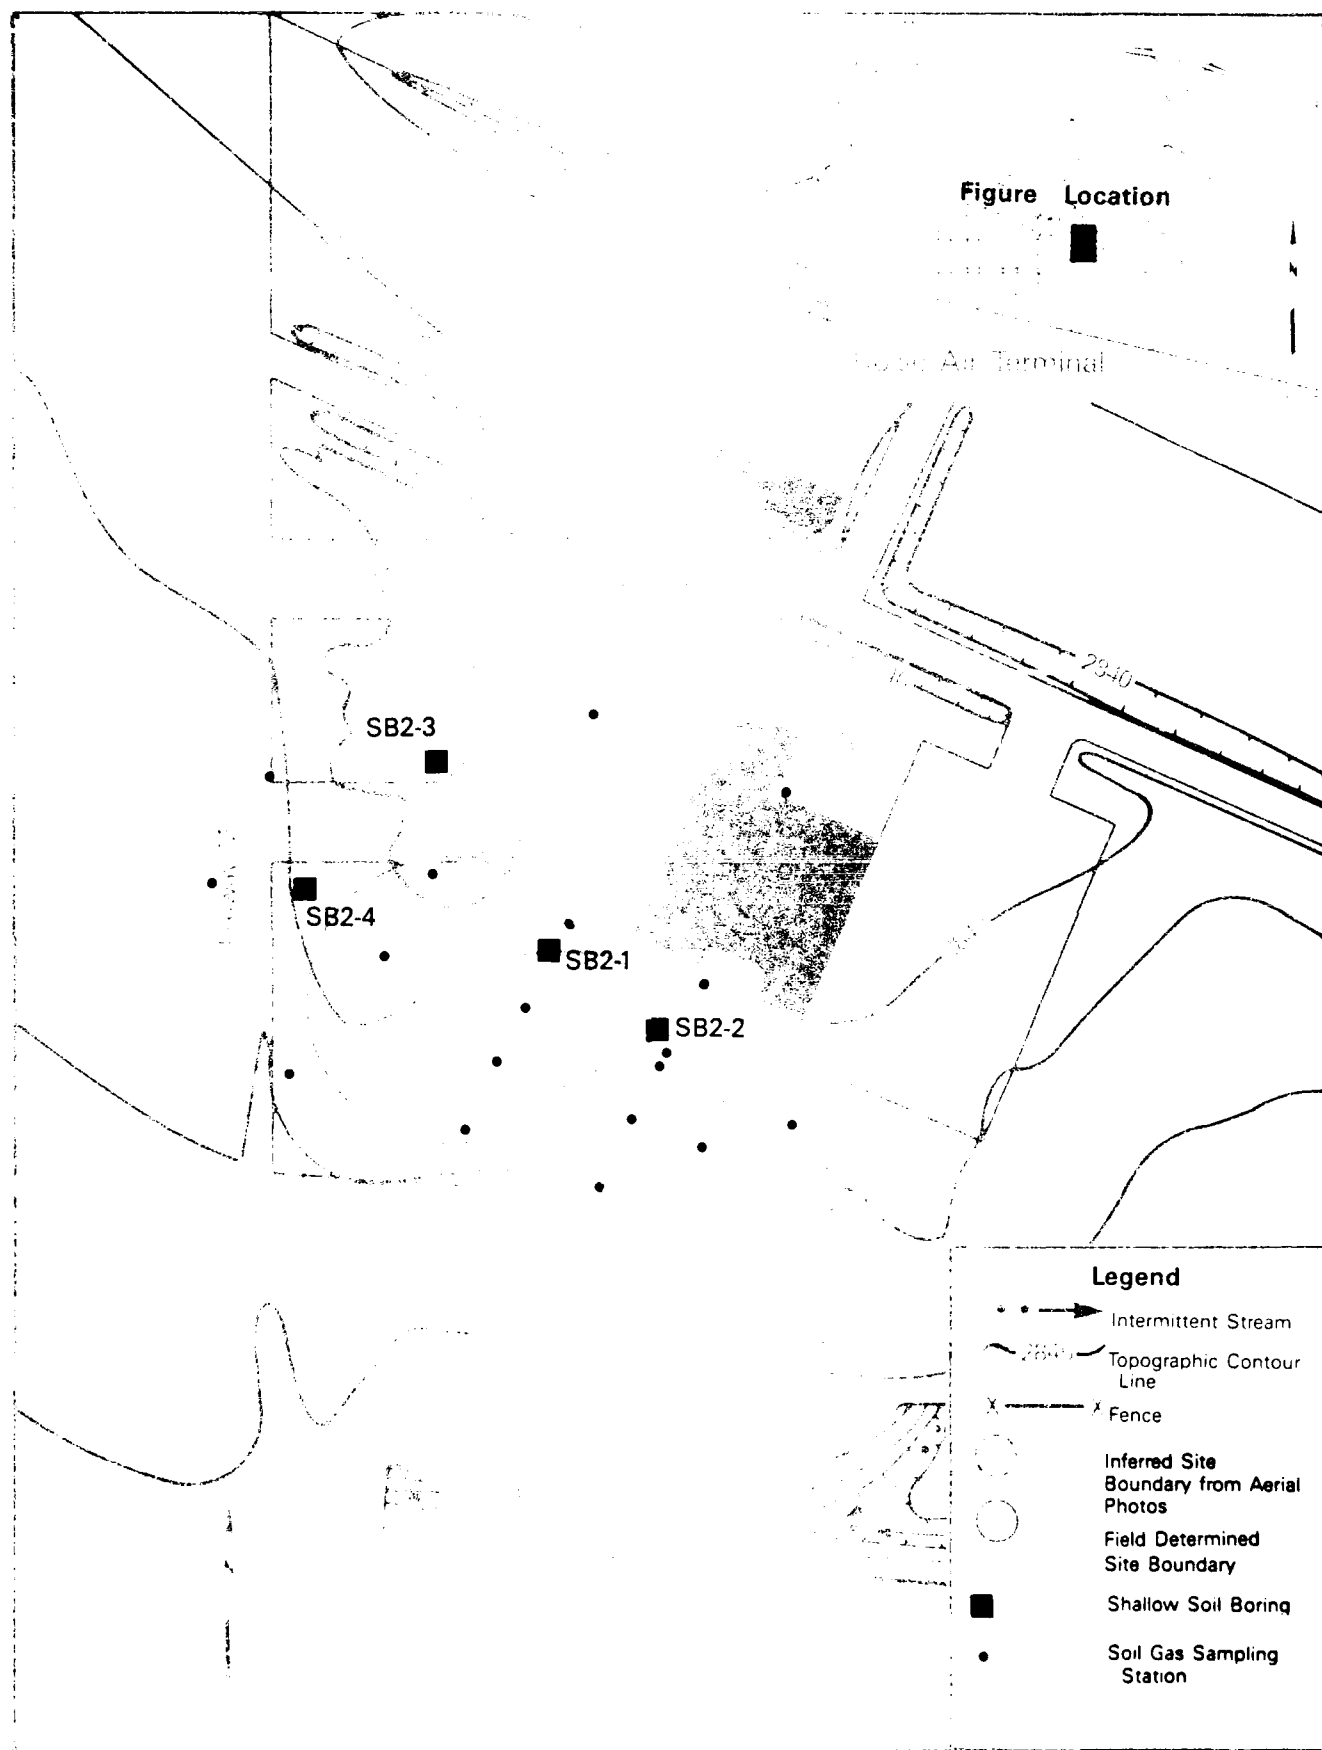 Figure Location
Air Terminal
2840
SB2-3
SB2-4
SB2-1
SB2-2
Legend
Intermittent Stream
Topographic Contour
Line
X X Fence
Inferred Site
Boundary from Aerial
Photos
Field Determined
Site Boundary
Shallow Soil Boring
Soil Gas Sampling
Station